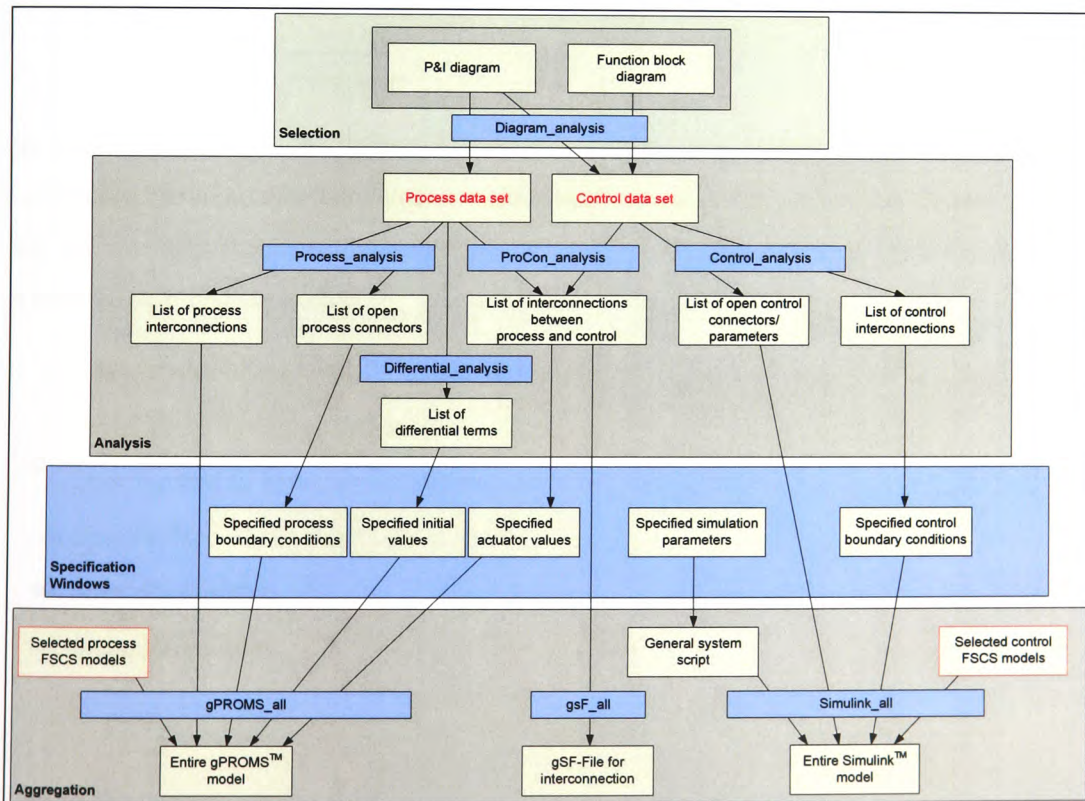 P&I diagram
Function block
diagram
Diagram_analysis
Selection
Process data set
Control data set
Process_analysis
ProCon_analysis
Control_analysis
List of process
interconnections
List of open
process connectors
List of interconnections
between
process and control
List of open control
connectors/
parameters
List of control
interconnections
Differential_analysis
List of
differential terms
Analysis
Specified process
boundary conditions
Specified initial
values
Specified
actuator values
Specified simulation
parameters
Specified control
boundary conditions
Specification
Windows
Selected process
FSCS models
General system
script
Selected control
FSCS models
gPROMS_all
gsF_all
Simulink_all
Entire gPROMS™
model
gSF-File for
interconnection
Entire Simulink™
model
Aggregation